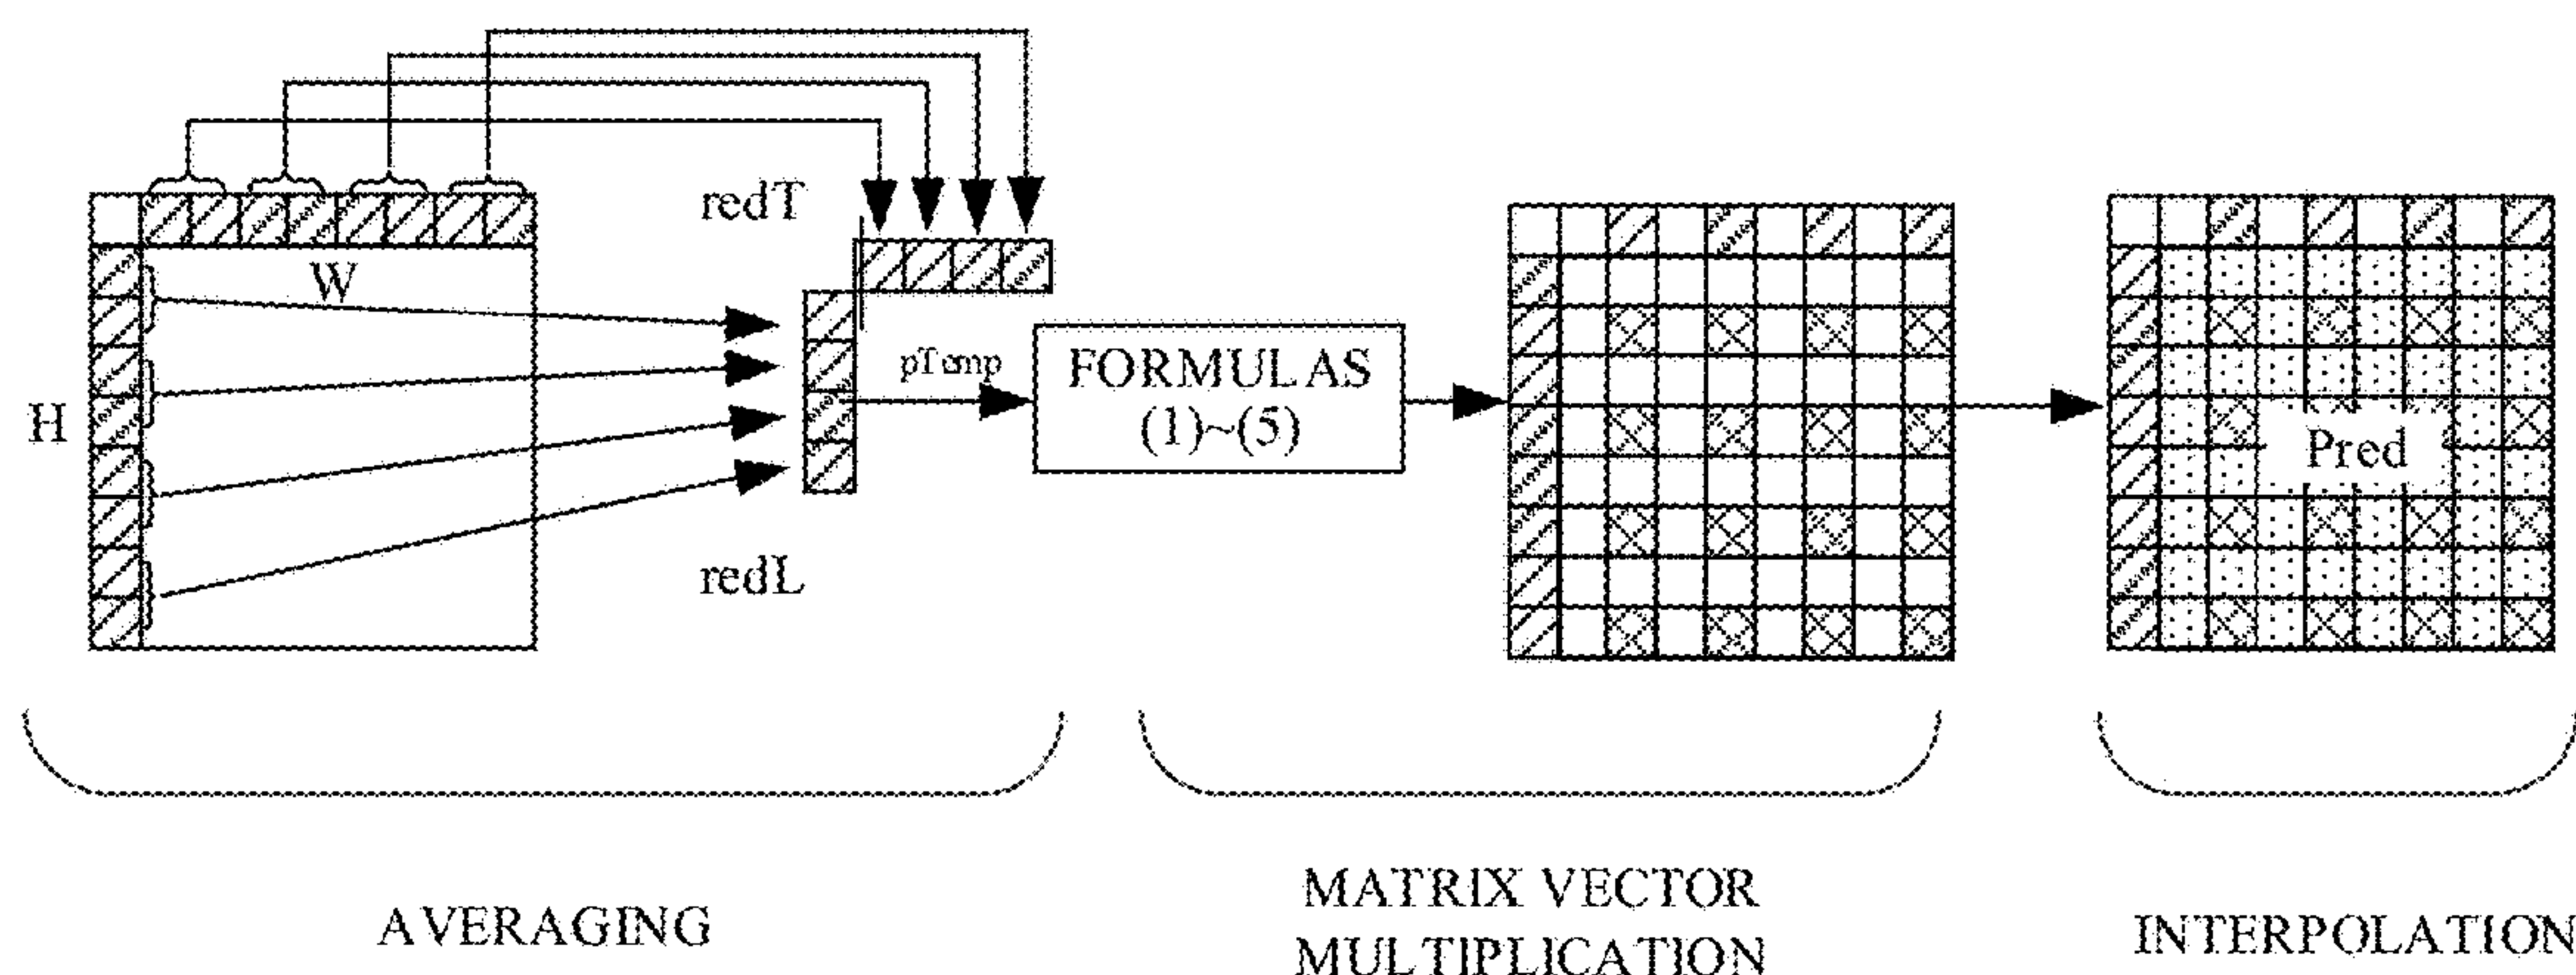 redT
W
pTemp
FORMULAS
(1)~(5)
H
Pred
redL
AVERAGING
MATRIX VECTOR
MULTIPLICATION
INTERPOLATION